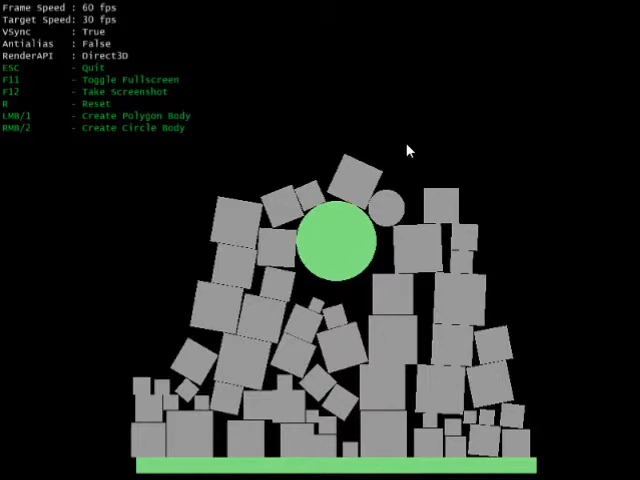 Frame Speed : 60 fps
Target Speed: 30 fps
VSync : True
Antialias : False
RenderAPI : Direct3D
ESC - Quit
F11 - Toggle Fullscreen
F12 - Take Screenshot
R - Reset
LMB/1 - Create Polygon Body
RMB/2 - Create Circle Body